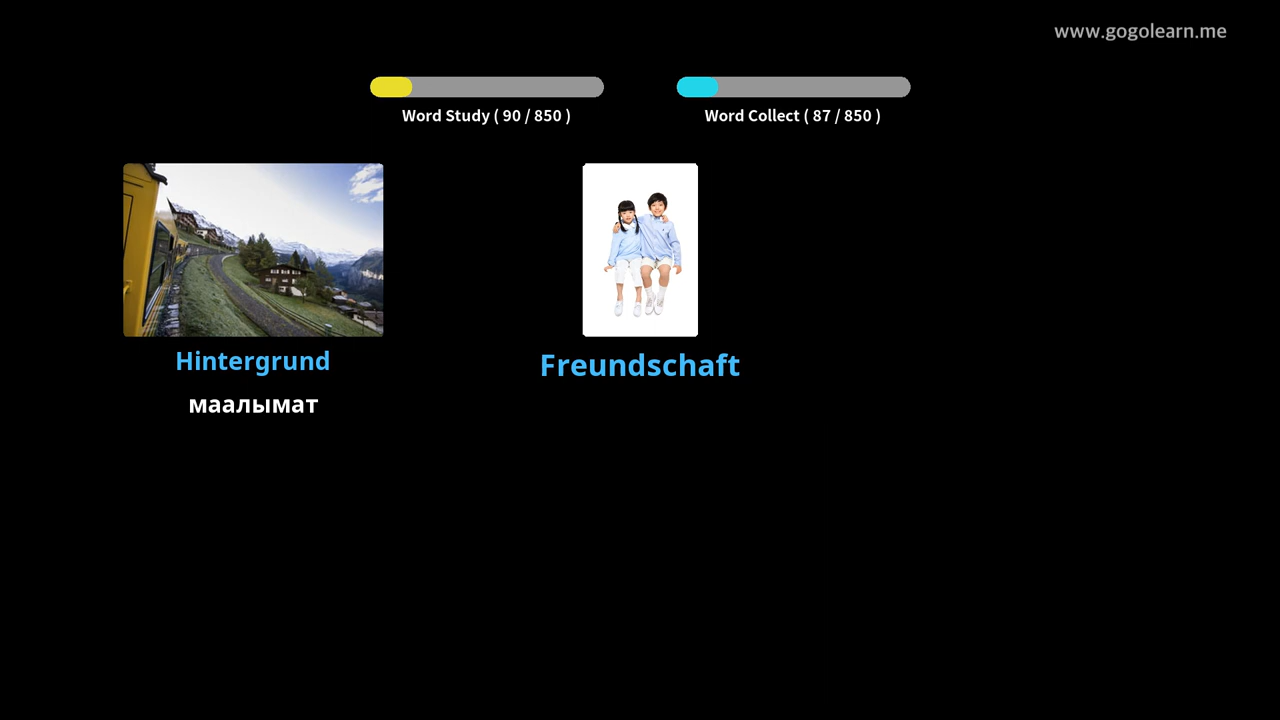 www.gogolearn.me
Word Study ( 90 / 850 )
Word Collect ( 87 / 850 )
Hintergrund
Freundschaft
маалымат